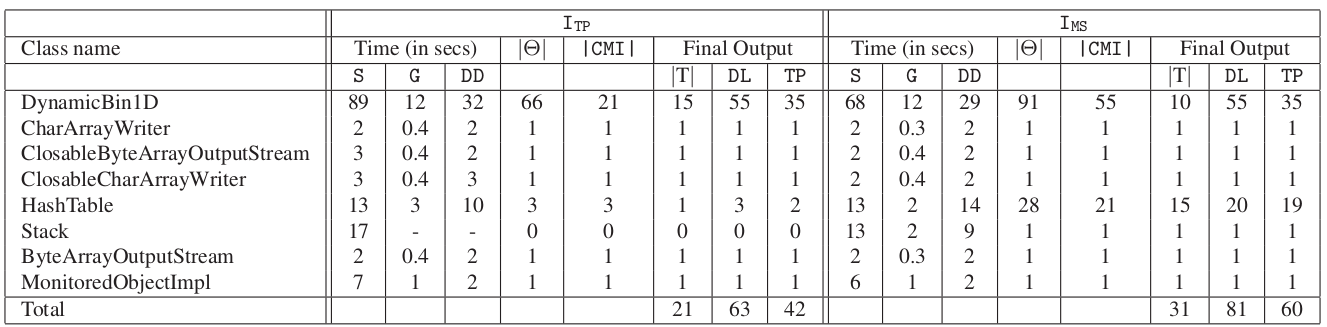 I_TP I_MS
Class name Time (in secs) |Θ| |CMI| Final Output Time (in secs) |Θ| |CMI| Final Output
S G DD |T| DL TP S G DD |T| DL TP
DynamicBin1D 89 12 32 66 21 15 55 35 68 12 29 91 55 10 55 35
CharArrayWriter 2 0.4 2 1 1 1 1 1 2 0.3 2 1 1 1 1 1
ClosableByteArrayOutputStream 3 0.4 2 1 1 1 1 1 2 0.4 2 1 1 1 1 1
ClosableCharArrayWriter 3 0.4 3 1 1 1 1 1 2 0.4 2 1 1 1 1 1
HashTable 13 3 10 3 3 1 3 2 13 2 14 28 21 15 20 19
Stack 17 - - 0 0 0 0 0 13 2 9 1 1 1 1 1
ByteArrayOutputStream 2 0.4 2 1 1 1 1 1 2 0.3 2 1 1 1 1 1
MonitoredObjectImpl 7 1 2 1 1 1 1 1 6 1 2 1 1 1 1 1
Total 21 63 42 31 81 60